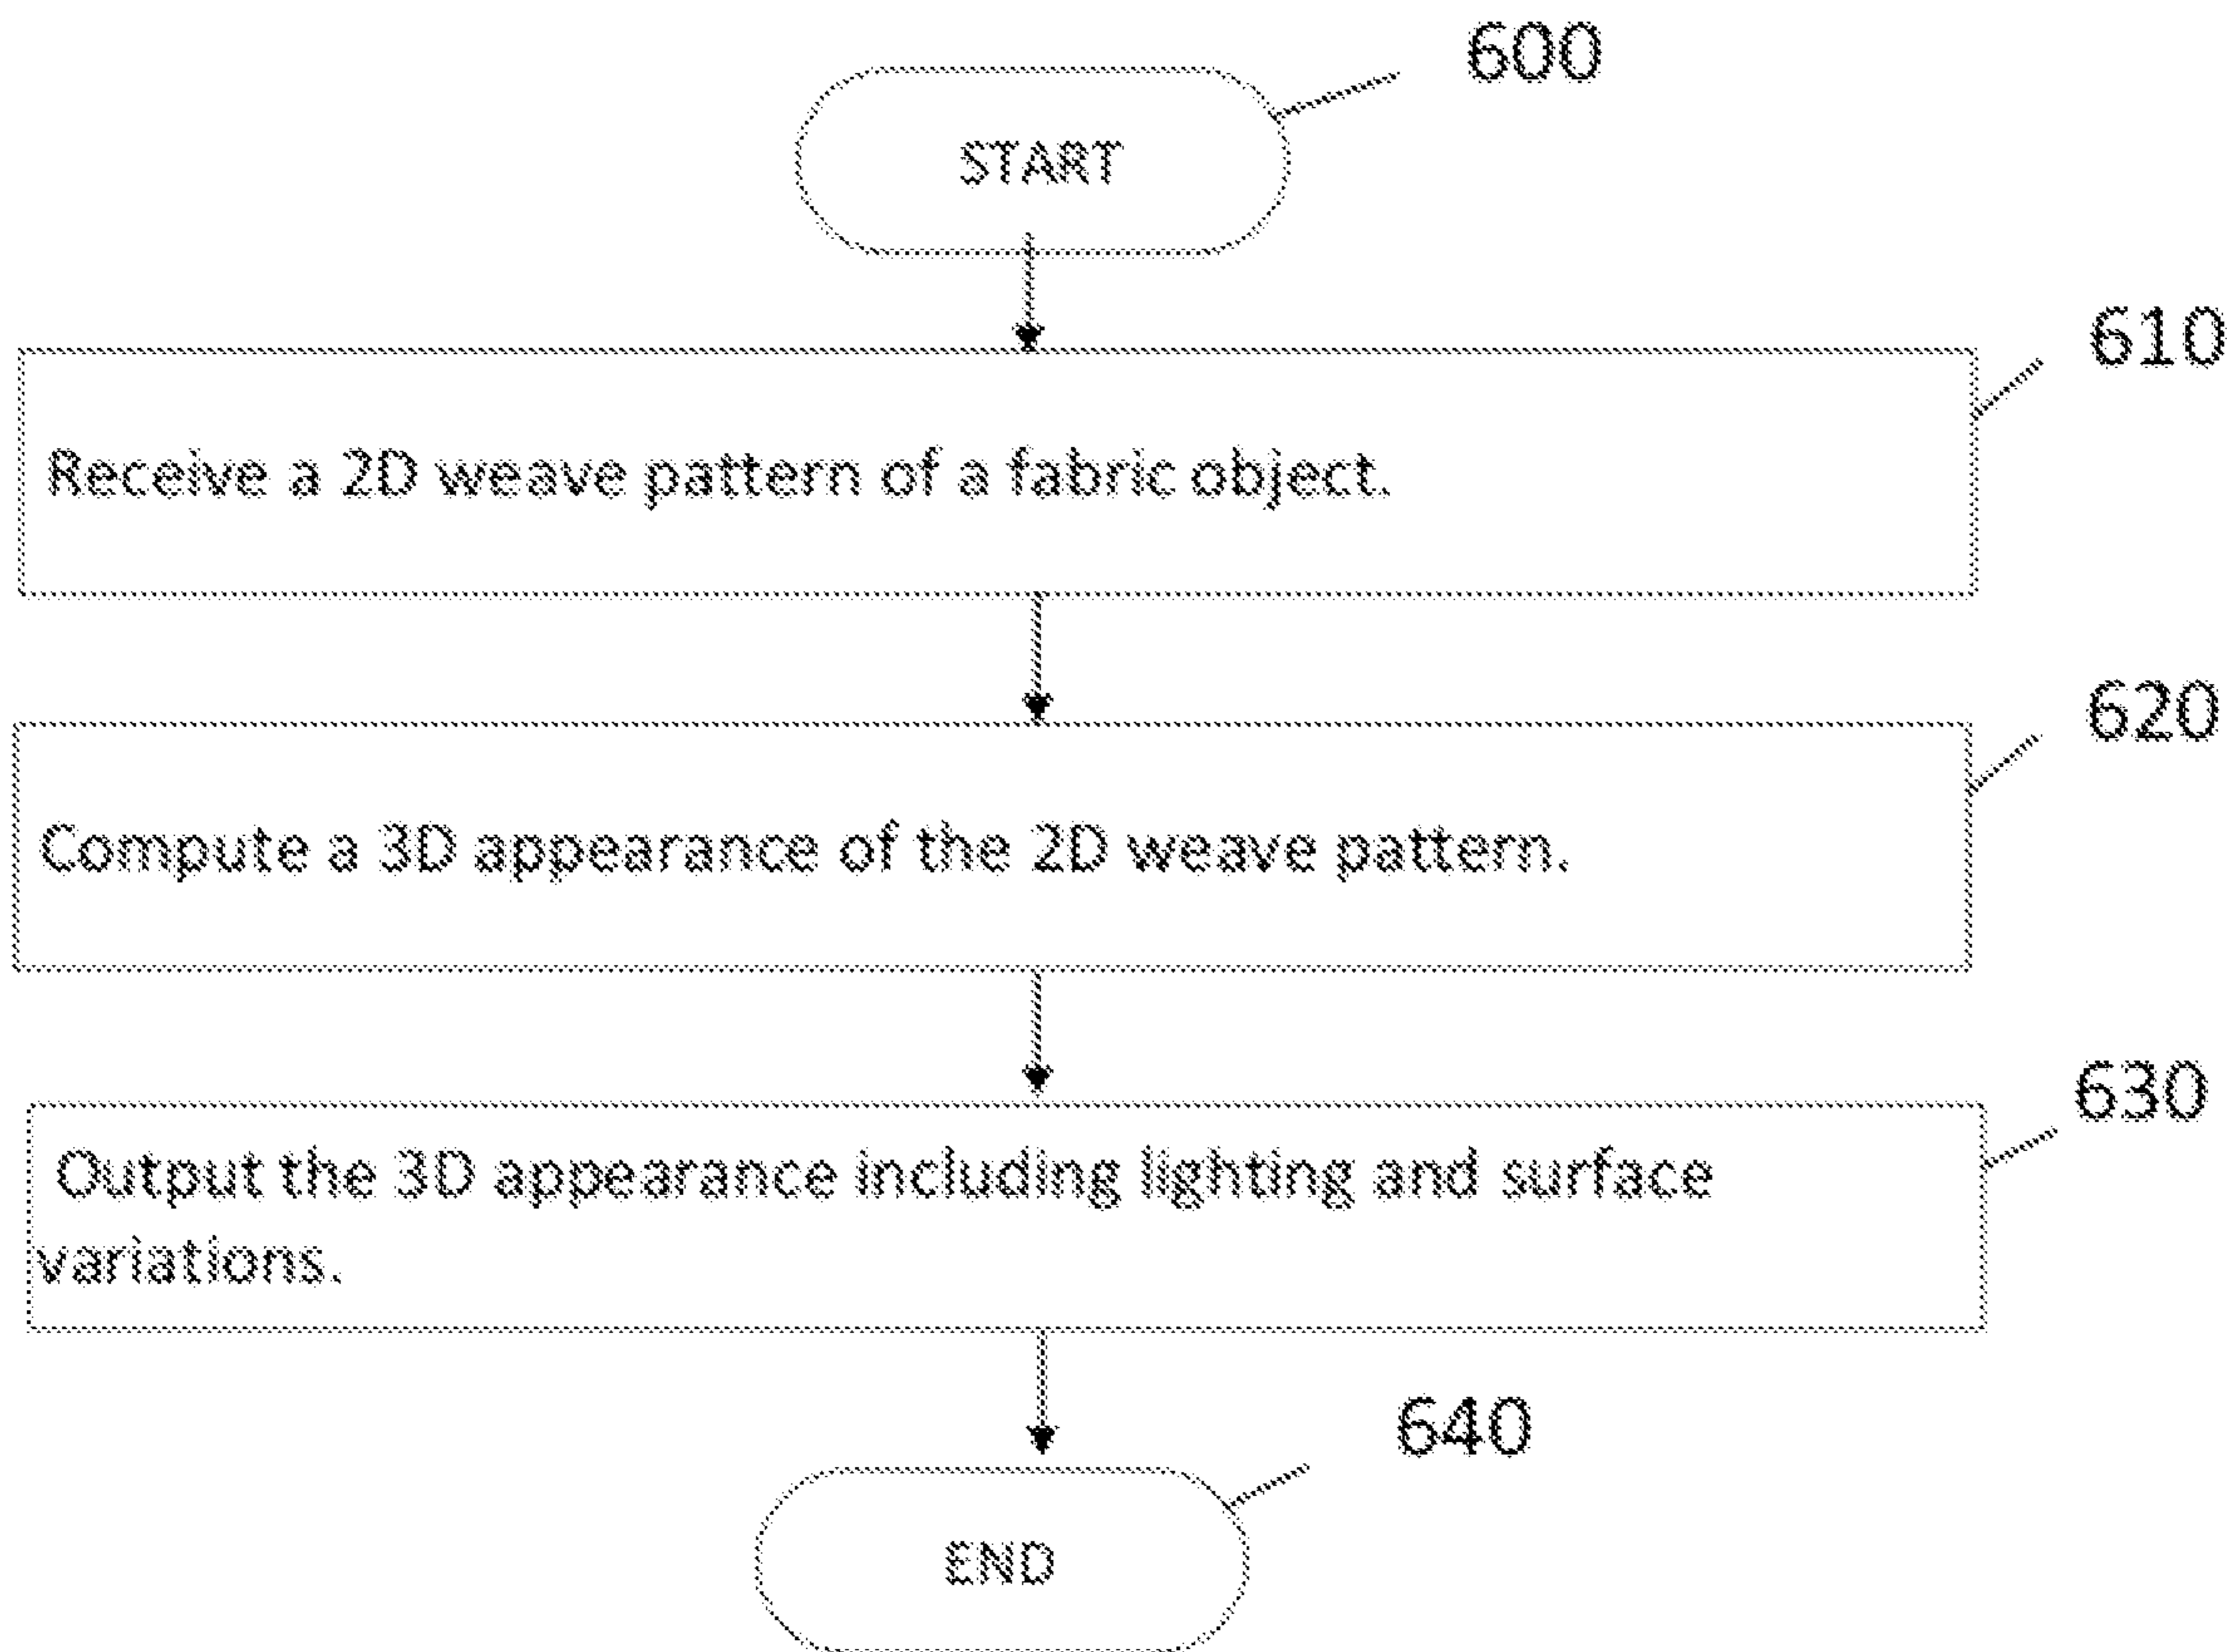 600
START
610
Receive a 2D weave pattern of a fabric object.
620
Compute a 3D appearance of the 2D weave pattern.
630
Output the 3D appearance including lighting and surface
variations.
640
END